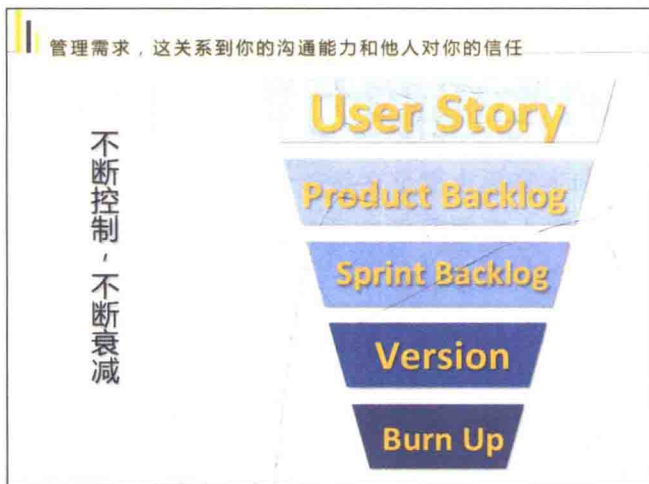 管理需求，这关系到你的沟通能力和他人对你的信任
不断控制，不断衰减
User Story
Product Backlog
Sprint Backlog
Version
Burn Up